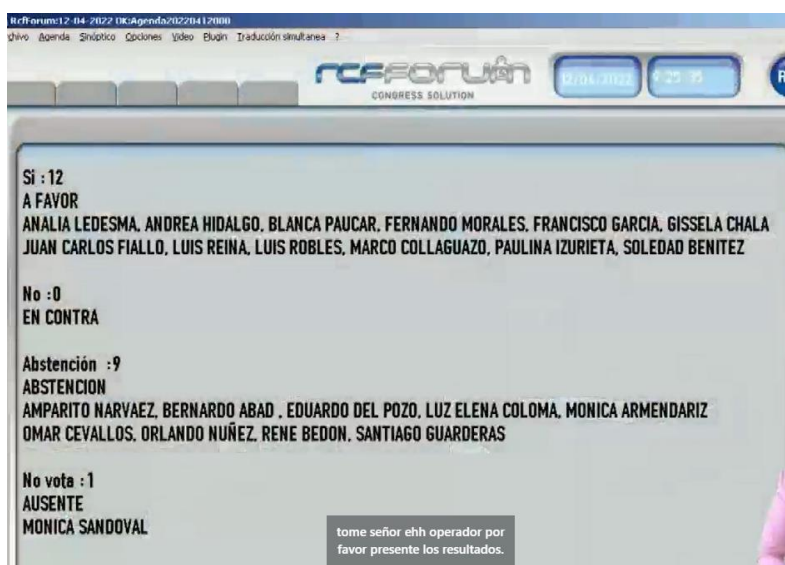 RcfForum:12-04-2022 OK:Agenda20220412000
chivo Agenda Sinóptico Opciones Video Plugin Traducción simultanea ?
RCFFORUM
CONGRESS SOLUTION
12/04/2022 9:25:35
R
Si : 12
A FAVOR
ANALIA LEDESMA, ANDREA HIDALGO, BLANCA PAUCAR, FERNANDO MORALES, FRANCISCO GARCIA, GISSELA CHALA
JUAN CARLOS FIALLO, LUIS REINA, LUIS ROBLES, MARCO COLLAGUAZO, PAULINA IZURIETA, SOLEDAD BENITEZ
No :0
EN CONTRA
Abstención :9
ABSTENCION
AMPARITO NARVAEZ, BERNARDO ABAD , EDUARDO DEL POZO, LUZ ELENA COLOMA, MONICA ARMENDARIZ
OMAR CEVALLOS, ORLANDO NUÑEZ, RENE BEDON, SANTIAGO GUARDERAS
No vota : 1
AUSENTE
MONICA SANDOVAL
tome señor ehh operador por
favor presente los resultados.